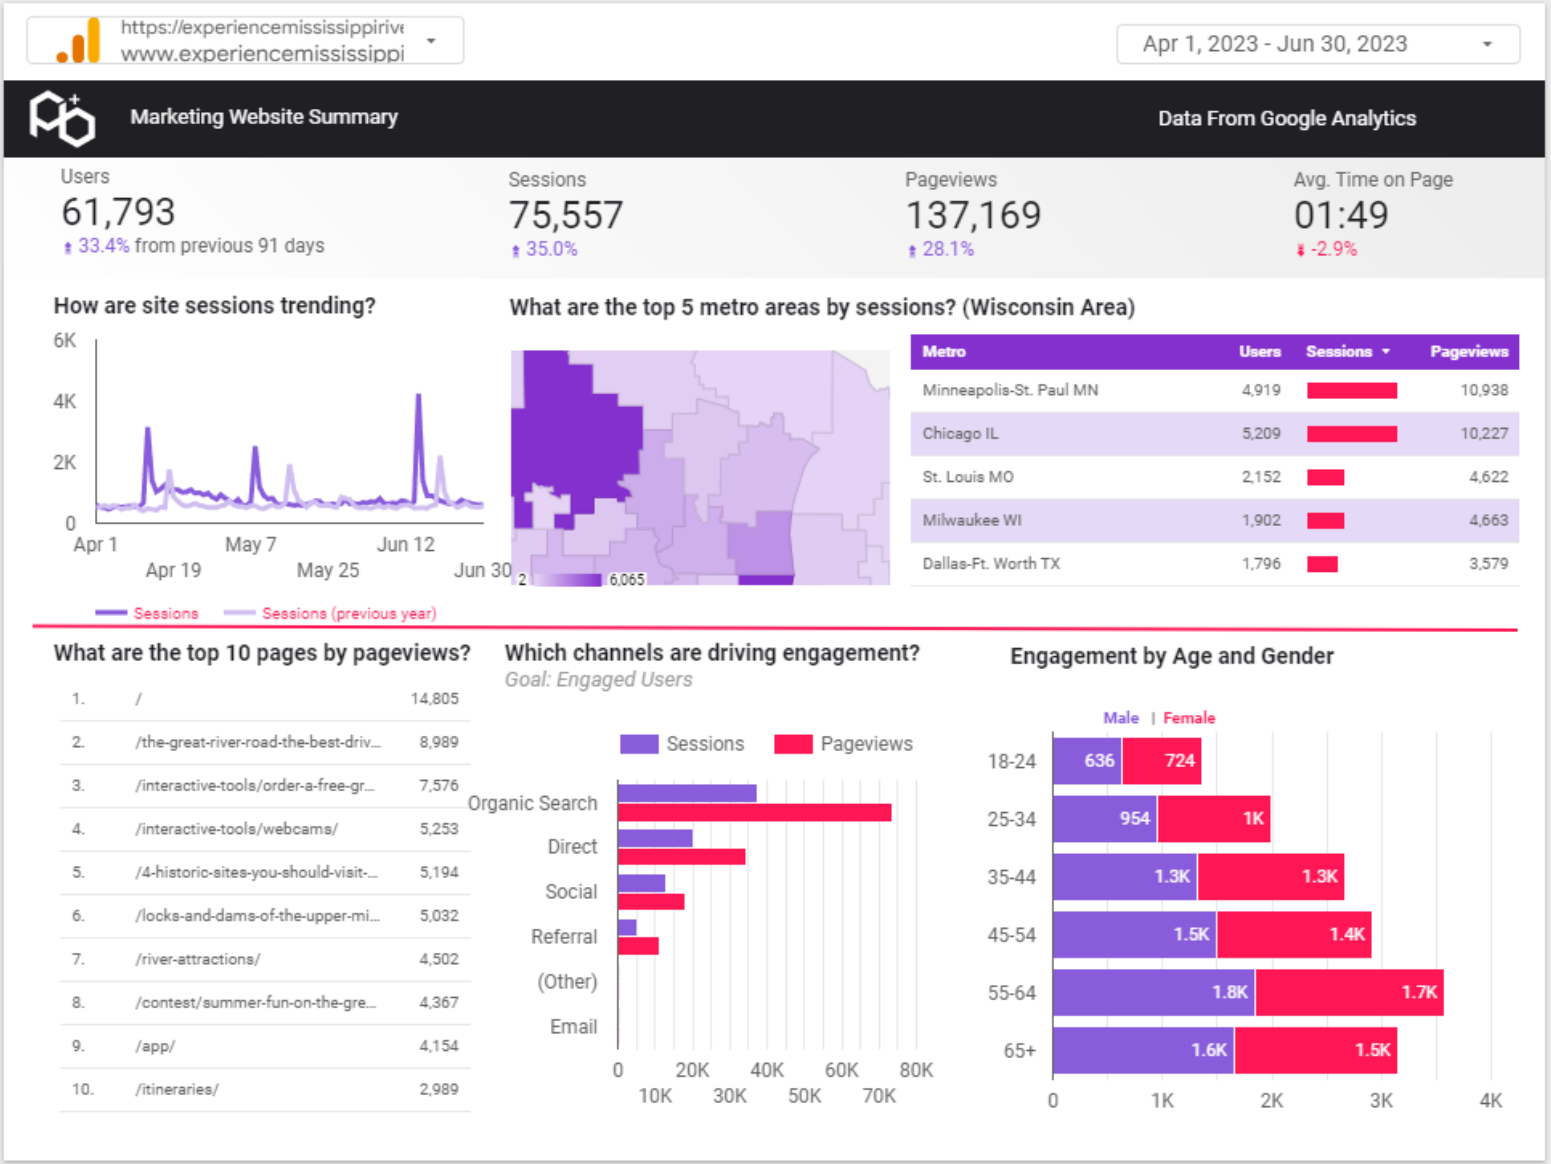 https://experiencemississippirive
www.experiencemississippi
Apr 1, 2023 - Jun 30, 2023
Marketing Website Summary
Data From Google Analytics
Users
61,793
33.4% from previous 91 days
Sessions
75,557
35.0%
Pageviews
137,169
28.1%
Avg. Time on Page
01:49
-2.9%
How are site sessions trending?
6K
4K
2K
0
Apr 1
May 7
Jun 12
Apr 19
May 25
Jun 30
Sessions
Sessions (previous year)
What are the top 5 metro areas by sessions? (Wisconsin Area)
2
6,065
Metro Users Sessions Pageviews
Minneapolis-St. Paul MN 4,919 10,938
Chicago IL 5,209 10,227
St. Louis MO 2,152 4,622
Milwaukee WI 1,902 4,663
Dallas-Ft. Worth TX 1,796 3,579
What are the top 10 pages by pageviews?
1. / 14,805
2. /the-great-river-road-the-best-driv... 8,989
3. /interactive-tools/order-a-free-gr... 7,576
4. /interactive-tools/webcams/ 5,253
5. /4-historic-sites-you-should-visit-... 5,194
6. /locks-and-dams-of-the-upper-mi... 5,032
7. /river-attractions/ 4,502
8. /contest/summer-fun-on-the-gre... 4,367
9. /app/ 4,154
10. /itineraries/ 2,989
Which channels are driving engagement?
Goal: Engaged Users
Sessions
Pageviews
Organic Search
Direct
Social
Referral
(Other)
Email
0 20K 40K 60K 80K
10K 30K 50K 70K
Engagement by Age and Gender
Male | Female
18-24 636 724
25-34 954 1K
35-44 1.3K 1.3K
45-54 1.5K 1.4K
55-64 1.8K 1.7K
65+ 1.6K 1.5K
0 1K 2K 3K 4K